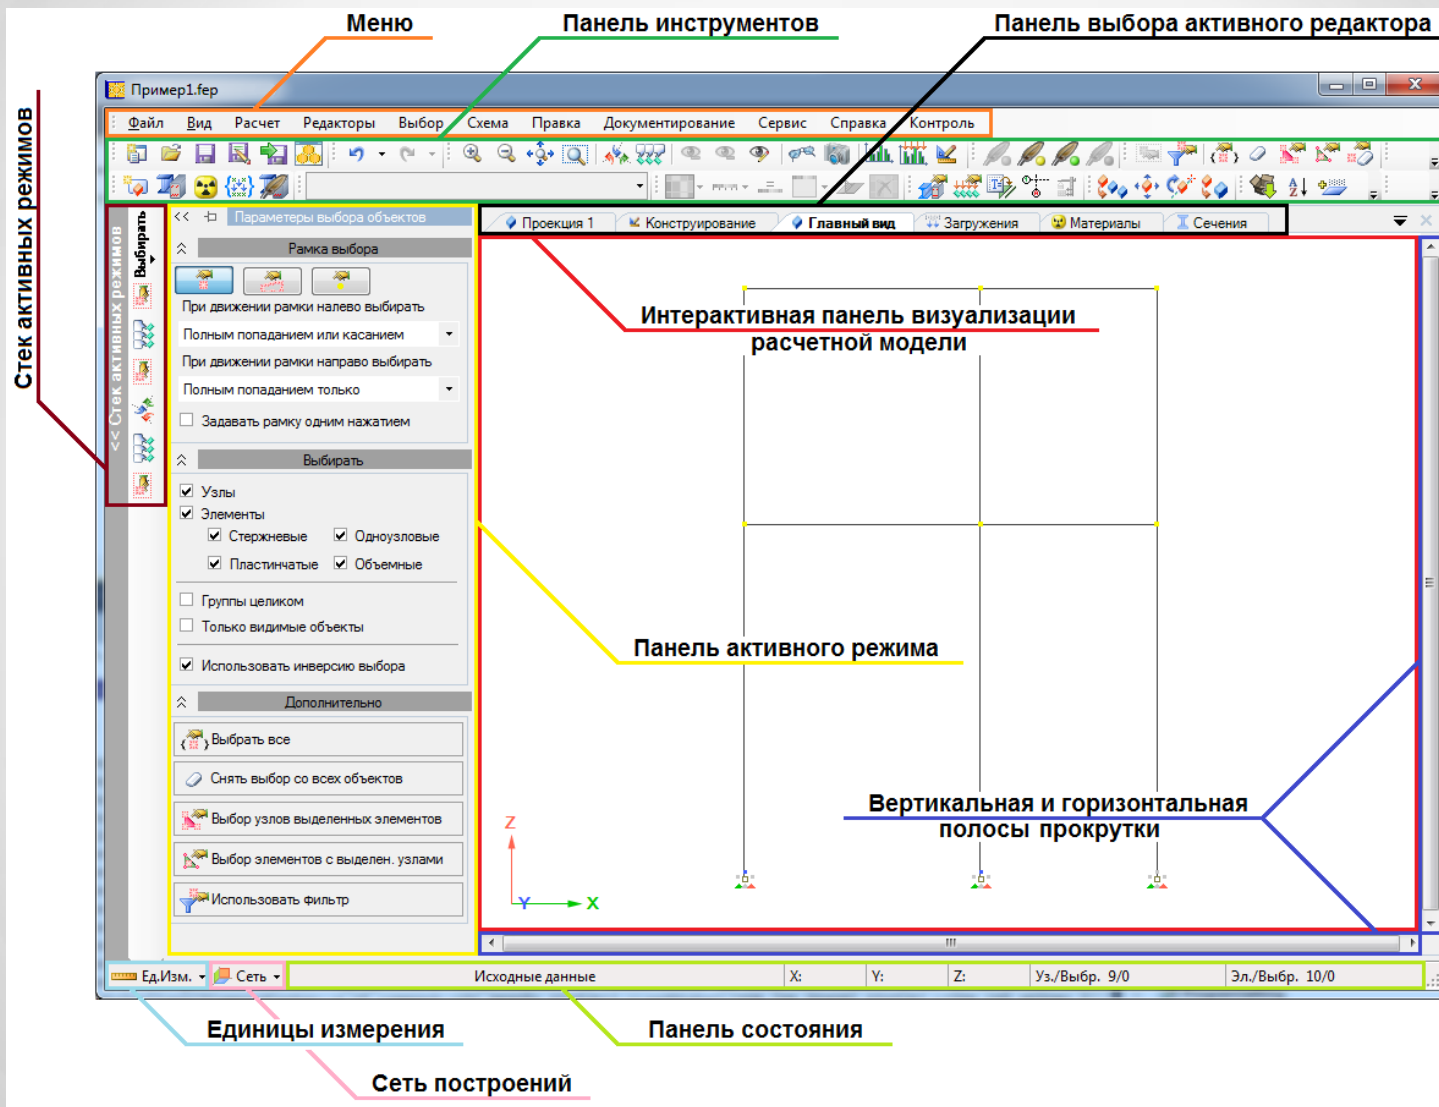 Меню
Панель инструментов
Панель выбора активного редактора
Стек активных режимов
Пример1.fep
Файл Вид Расчет Редакторы Выбор Схема Правка Документирование Сервис Справка Контроль
<< Стек активных режимов
Выбирать
<< Параметры выбора объектов
Проекция 1 Конструирование Главный вид Загружения Материалы Сечения
Рамка выбора
При движении рамки налево выбирать
Полным попаданием или касанием
При движении рамки направо выбирать
Полным попаданием только
Задавать рамку одним нажатием
Выбирать
Узлы
Элементы
Стержневые Одноузловые
Пластинчатые Объемные
Группы целиком
Только видимые объекты
Использовать инверсию выбора
Дополнительно
Выбрать все
Снять выбор со всех объектов
Выбор узлов выделенных элементов
Выбор элементов с выделен. узлами
Использовать фильтр
Интерактивная панель визуализации
расчетной модели
Панель активного режима
Вертикальная и горизонтальная
полосы прокрутки
Z
Y X
Ед.Изм. Сеть Исходные данные X: Y: Z: Уз./Выбр. 9/0 Эл./Выбр. 10/0
Единицы измерения
Панель состояния
Сеть построений